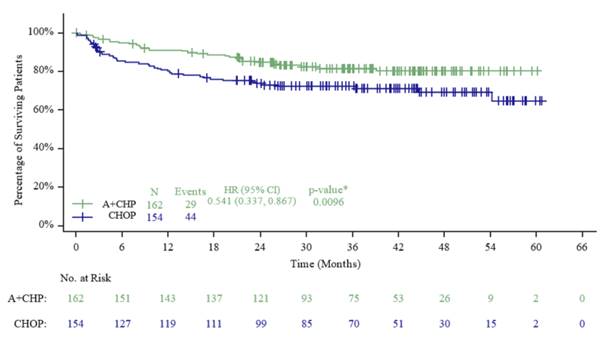 Percentage of Surviving Patients
100%
80%
60%
40%
20%
0%
N Events HR (95% CI) p-value*
A+CHP 162 29 0.541 (0.337, 0.867) 0.0096
CHOP 154 44
0 6 12 18 24 30 36 42 48 54 60 66
Time (Months)
No. at Risk
A+CHP: 162 151 143 137 121 93 75 53 26 9 2 0
CHOP: 154 127 119 111 99 85 70 51 30 15 2 0